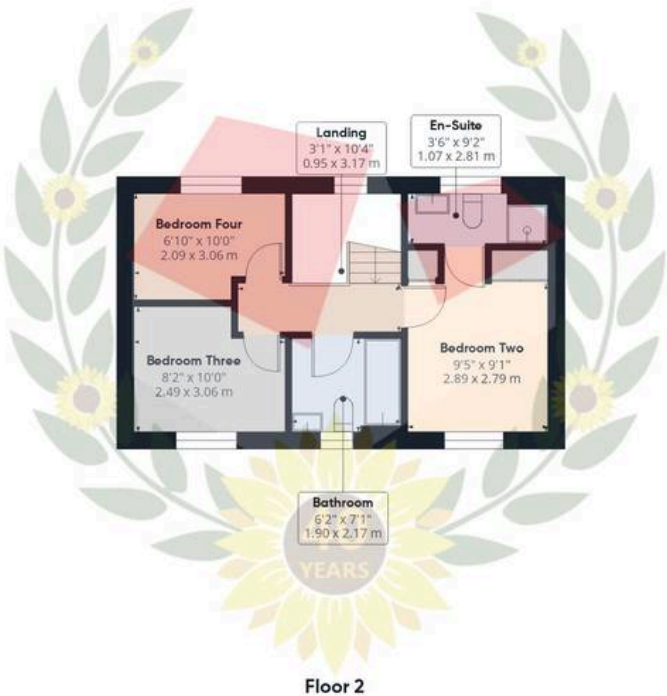 Landing
3'1" x 10'4"
0.95 x 3.17 m
En-Suite
3'6" x 9'2"
1.07 x 2.81 m
Bedroom Four
6'10" x 10'0"
2.09 x 3.06 m
Bedroom Three
8'2" x 10'0"
2.49 x 3.06 m
Bedroom Two
9'5" x 9'1"
2.89 x 2.79 m
Bathroom
6'2" x 7'1"
1.90 x 2.17 m
YEARS
Floor 2